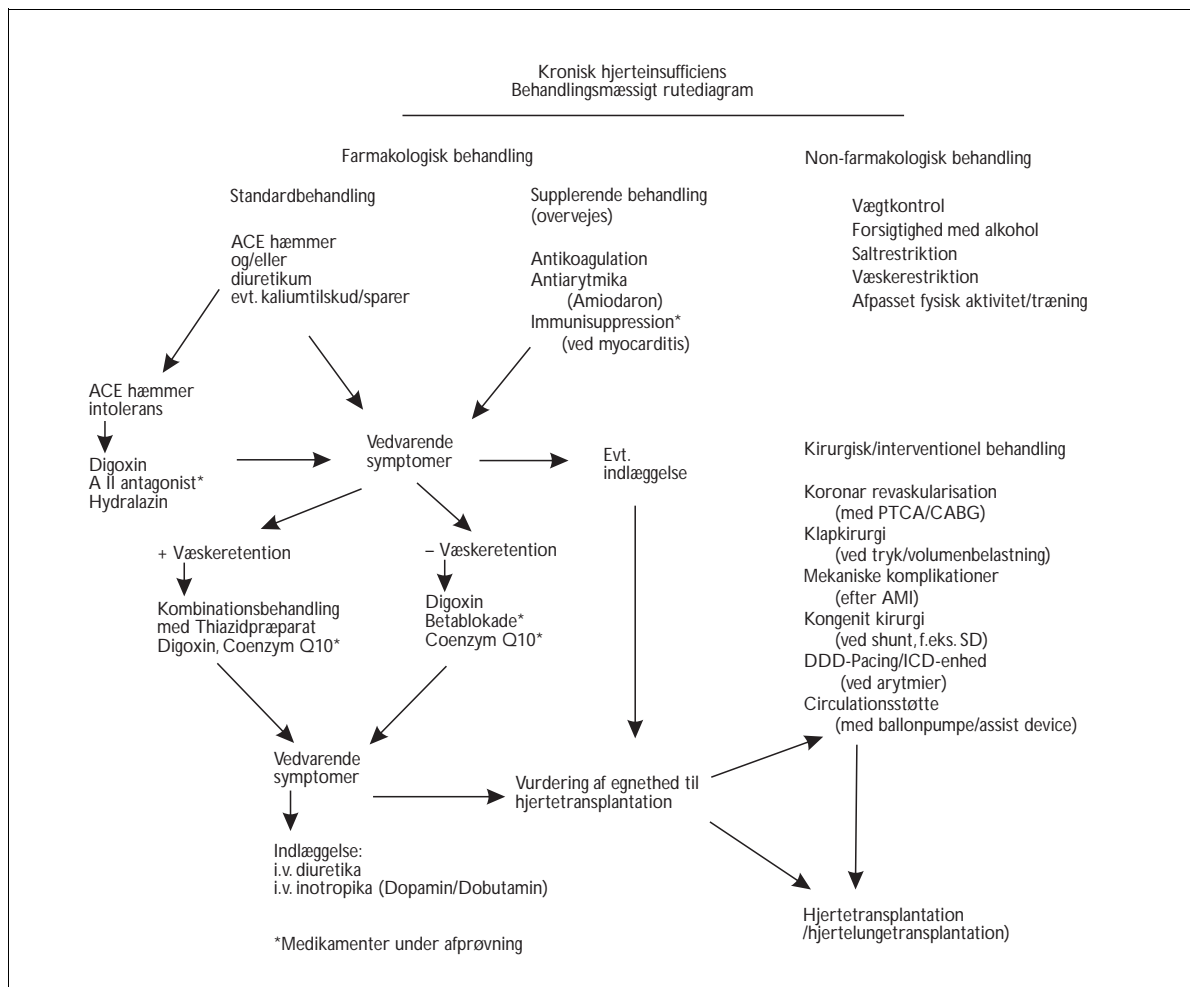 Kronisk hjerteinsufficiens
Behandlingsmæssigt rutediagram
Farmakologisk behandling
Non-farmakologisk behandling
Standardbehandling
ACE hæmmer
og/eller
diuretikum
evt. kaliumtilskud/sparer
Supplerende behandling
(overvejes)
Antikoagulation
Antiarytmika
(Amiodaron)
Immunisuppression*
(ved myocarditis)
Vægtkontrol
Forsigtighed med alkohol
Saltrestriktion
Væskerestriktion
Afpasset fysisk aktivitet/træning
ACE hæmmer
intolerans
Digoxin
A II antagonist*
Hydralazin
Vedvarende
symptomer
Evt.
indlæggelse
Kirurgisk/interventionel behandling
Koronar revaskularisation
(med PTCA/CABG)
Klapkirurgi
(ved tryk/volumenbelastning)
Mekaniske komplikationer
(efter AMI)
Kongenit kirurgi
(ved shunt, f.eks. SD)
DDD-Pacing/ICD-enhed
(ved arytmier)
Circulationsstøtte
(med ballonpumpe/assist device)
+ Væskeretention
Kombinationsbehandling
med Thiazidpræparat
Digoxin, Coenzym Q10*
– Væskeretention
Digoxin
Betablokade*
Coenzym Q10*
Vedvarende
symptomer
Vurdering af egnethed til
hjertetransplantation
Indlæggelse:
i.v. diuretika
i.v. inotropika (Dopamin/Dobutamin)
Hjertetransplantation
/hjertelungetransplantation)
*Medikamenter under afprøvning